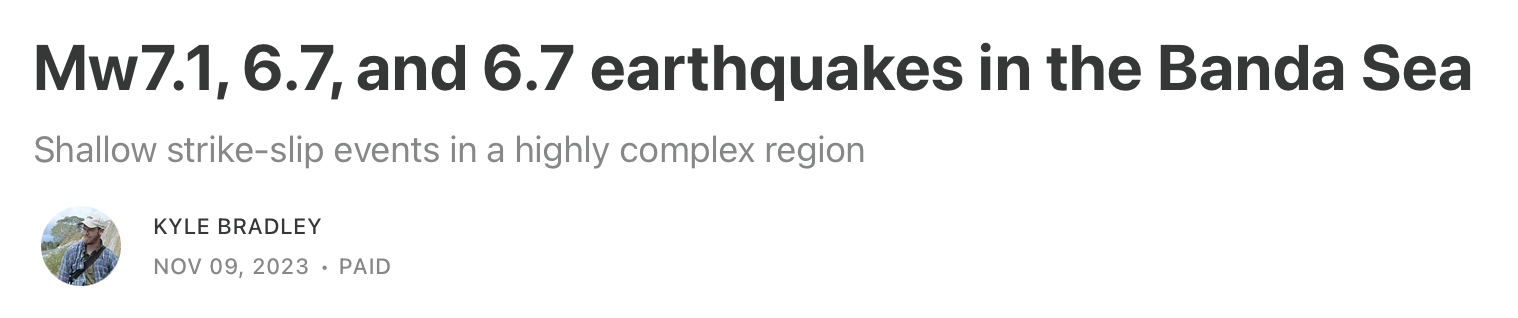 Mw7.1, 6.7, and 6.7 earthquakes in the Banda Sea
Shallow strike-slip events in a highly complex region
KYLE BRADLEY
NOV 09, 2023 • PAID